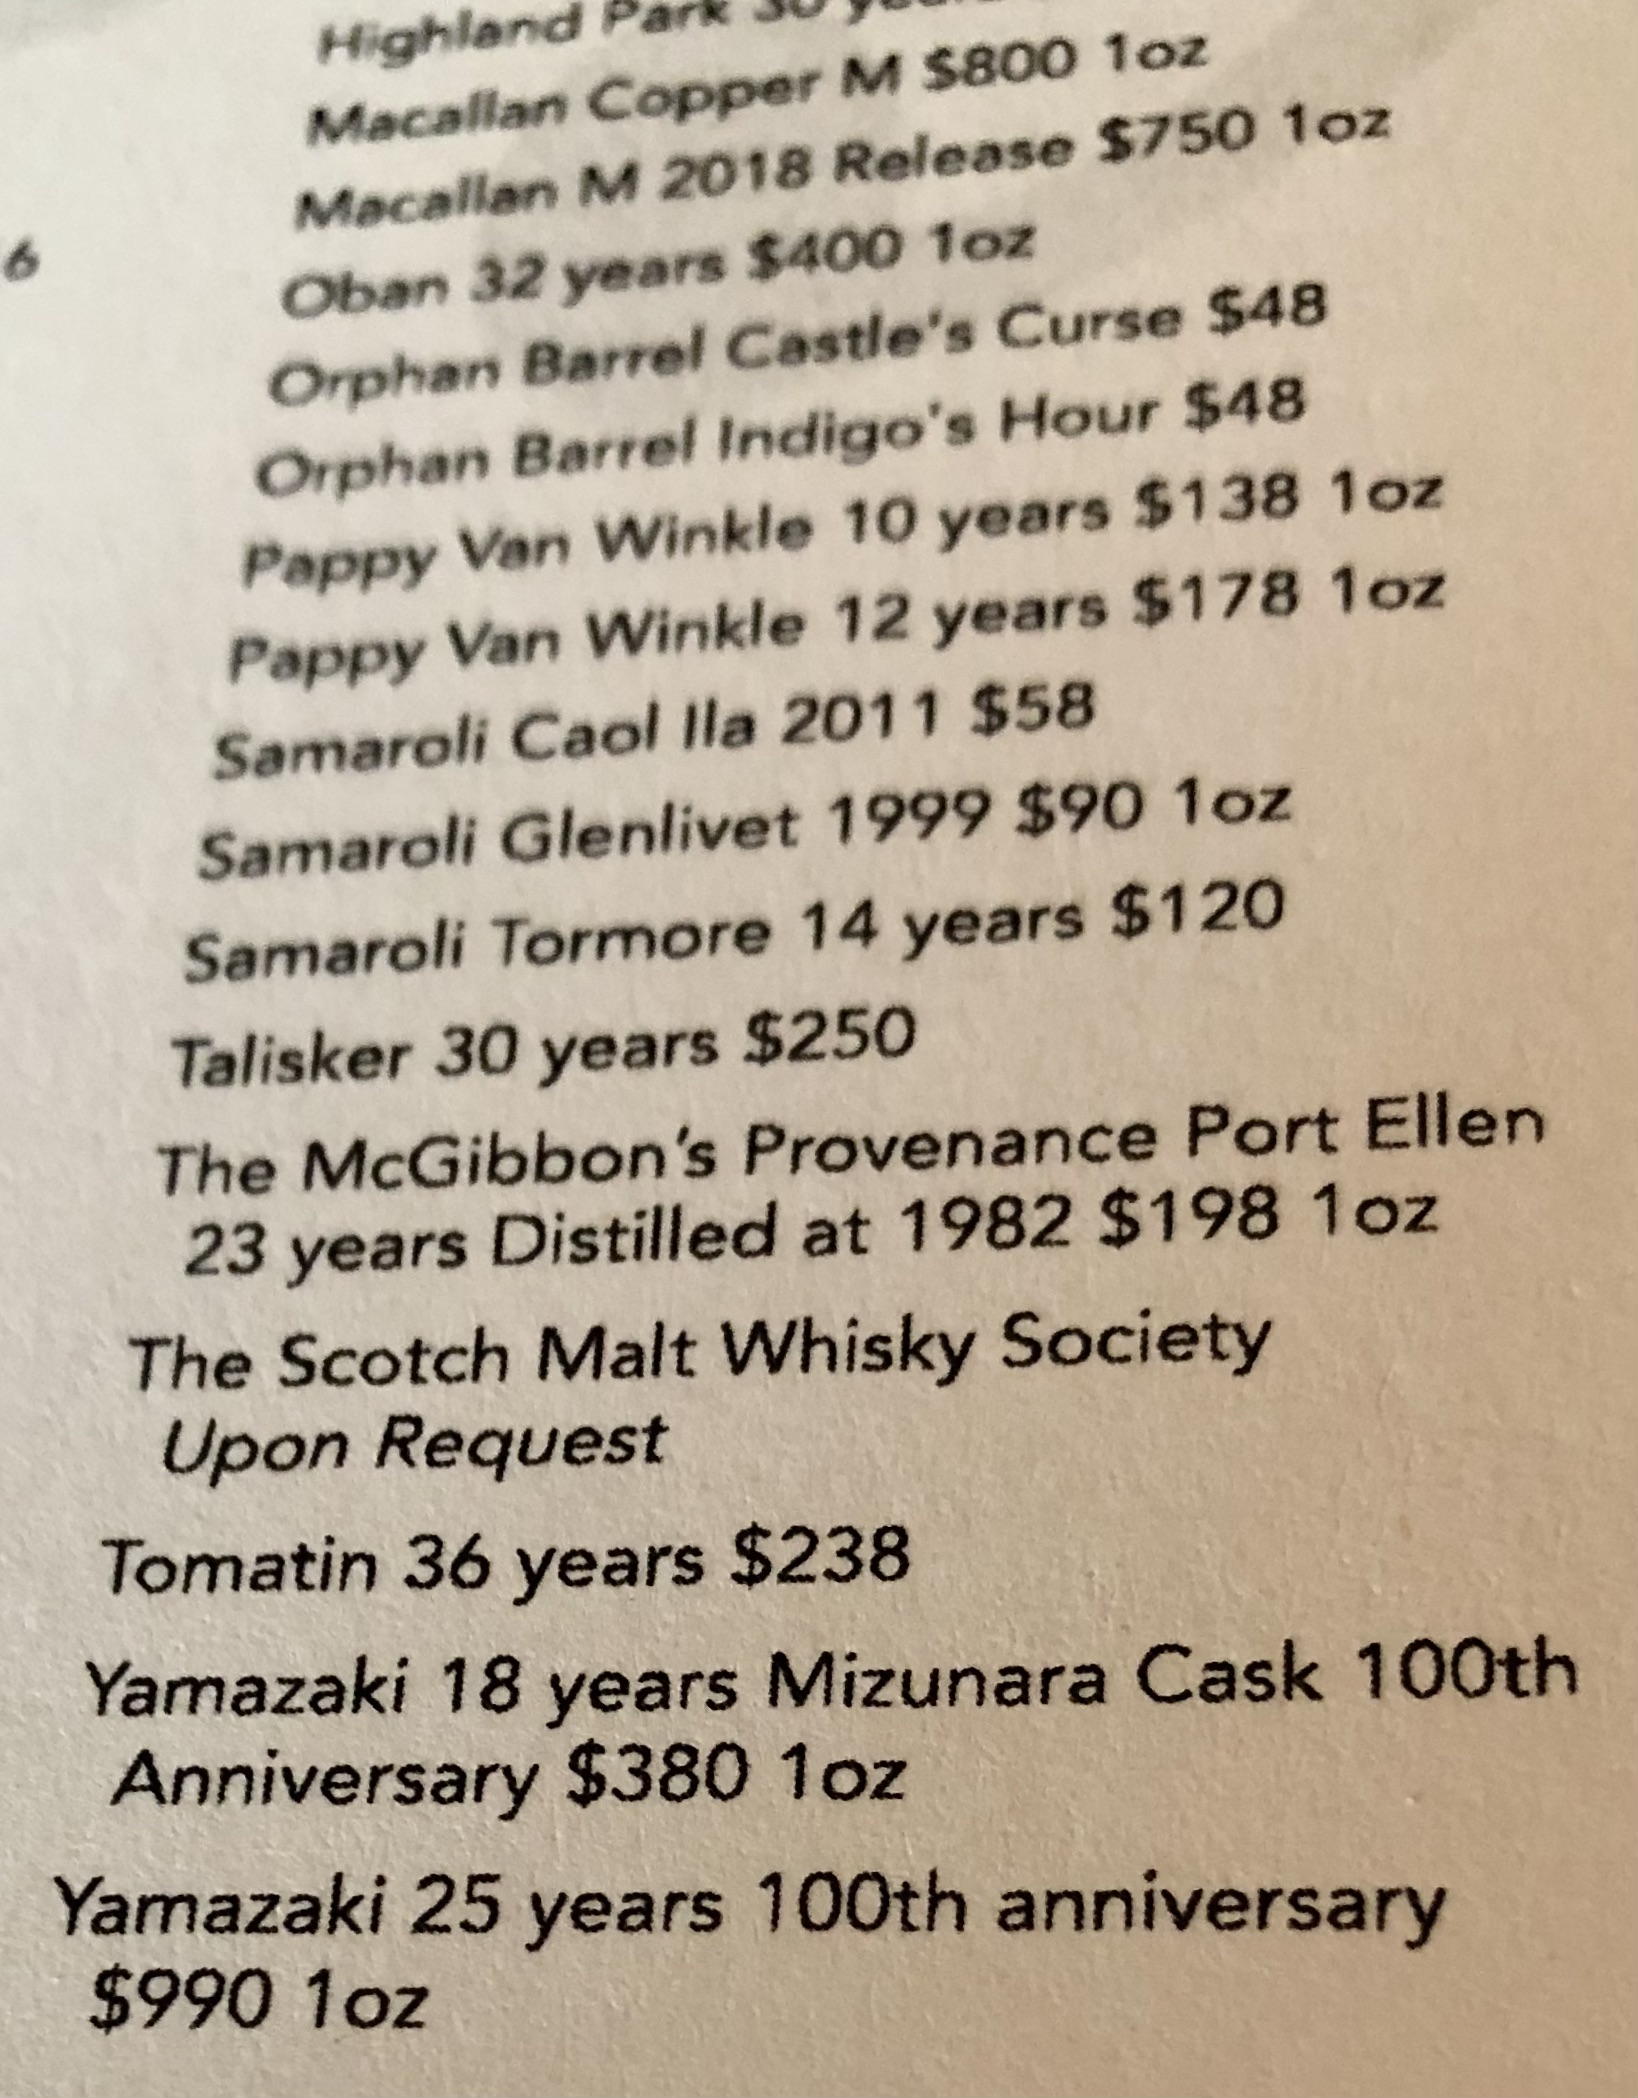 Highland Park 30
Macallan Copper M $800 1oz
Macallan M 2018 Release $750 1oz
6
Oban 32 years $400 1oz
Orphan Barrel Castle's Curse $48
Orphan Barrel Indigo's Hour $48
Pappy Van Winkle 10 years $138 1oz
Pappy Van Winkle 12 years $178 1oz
Samaroli Caol Ila 2011 $58
Samaroli Glenlivet 1999 $90 1oz
Samaroli Tormore 14 years $120
Talisker 30 years $250
The McGibbon's Provenance Port Ellen
23 years Distilled at 1982 $198 1oz
The Scotch Malt Whisky Society
Upon Request
Tomatin 36 years $238
Yamazaki 18 years Mizunara Cask 100th
Anniversary $380 1oz
Yamazaki 25 years 100th anniversary
$990 1oz